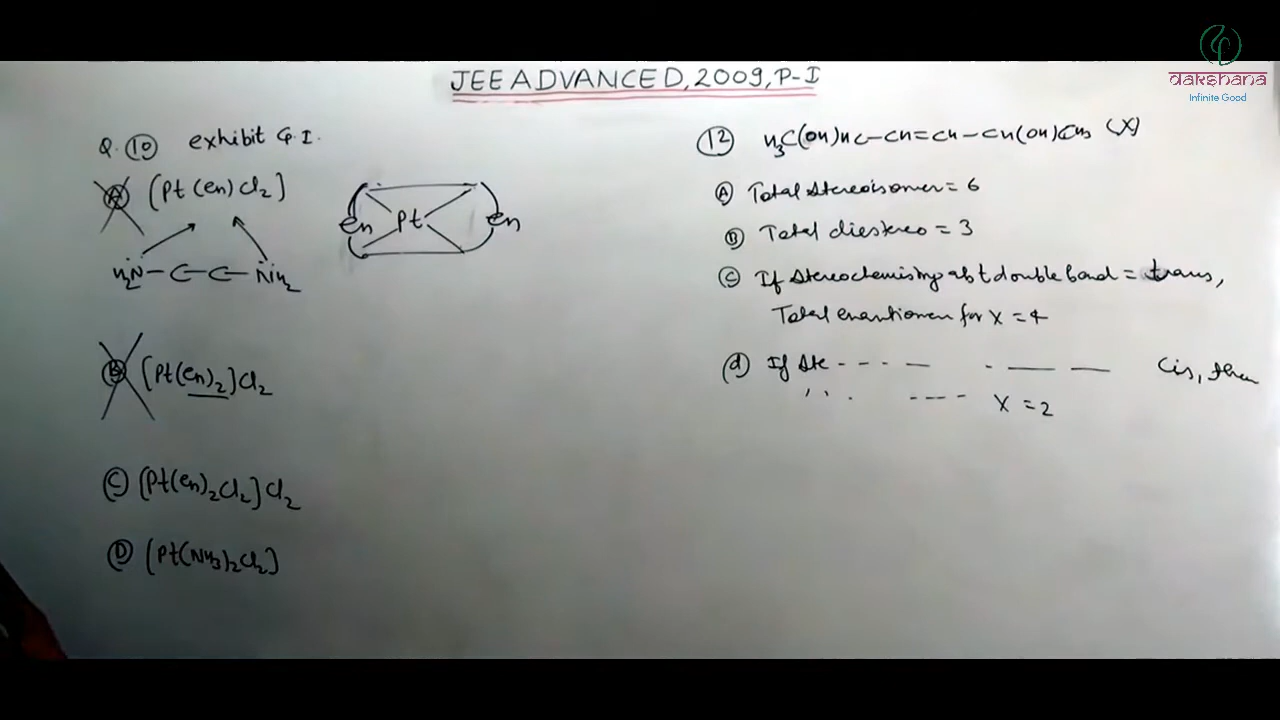 JEE ADVANCED, 2009, P-I
dakshana
Infinite Good
Q. (10) exhibit G.I.
(A) [Pt(en)Cl2]
en Pt en
H2N-C-C-NH2
(B) [Pt(en)2]Cl2
(C) [Pt(en)2Cl2]Cl2
(D) [Pt(NH3)2Cl2]
(12) H3C(OH)HC-CH=CH-CH(OH)CH3 (X)
(A) Total stereoisomer = 6
(B) Total diestereo = 3
(C) If stereochemistry abt double bond = trans,
Total enantiomer for X = 4
(d) If Ste - - - - - - - - Cis, then
X = 2